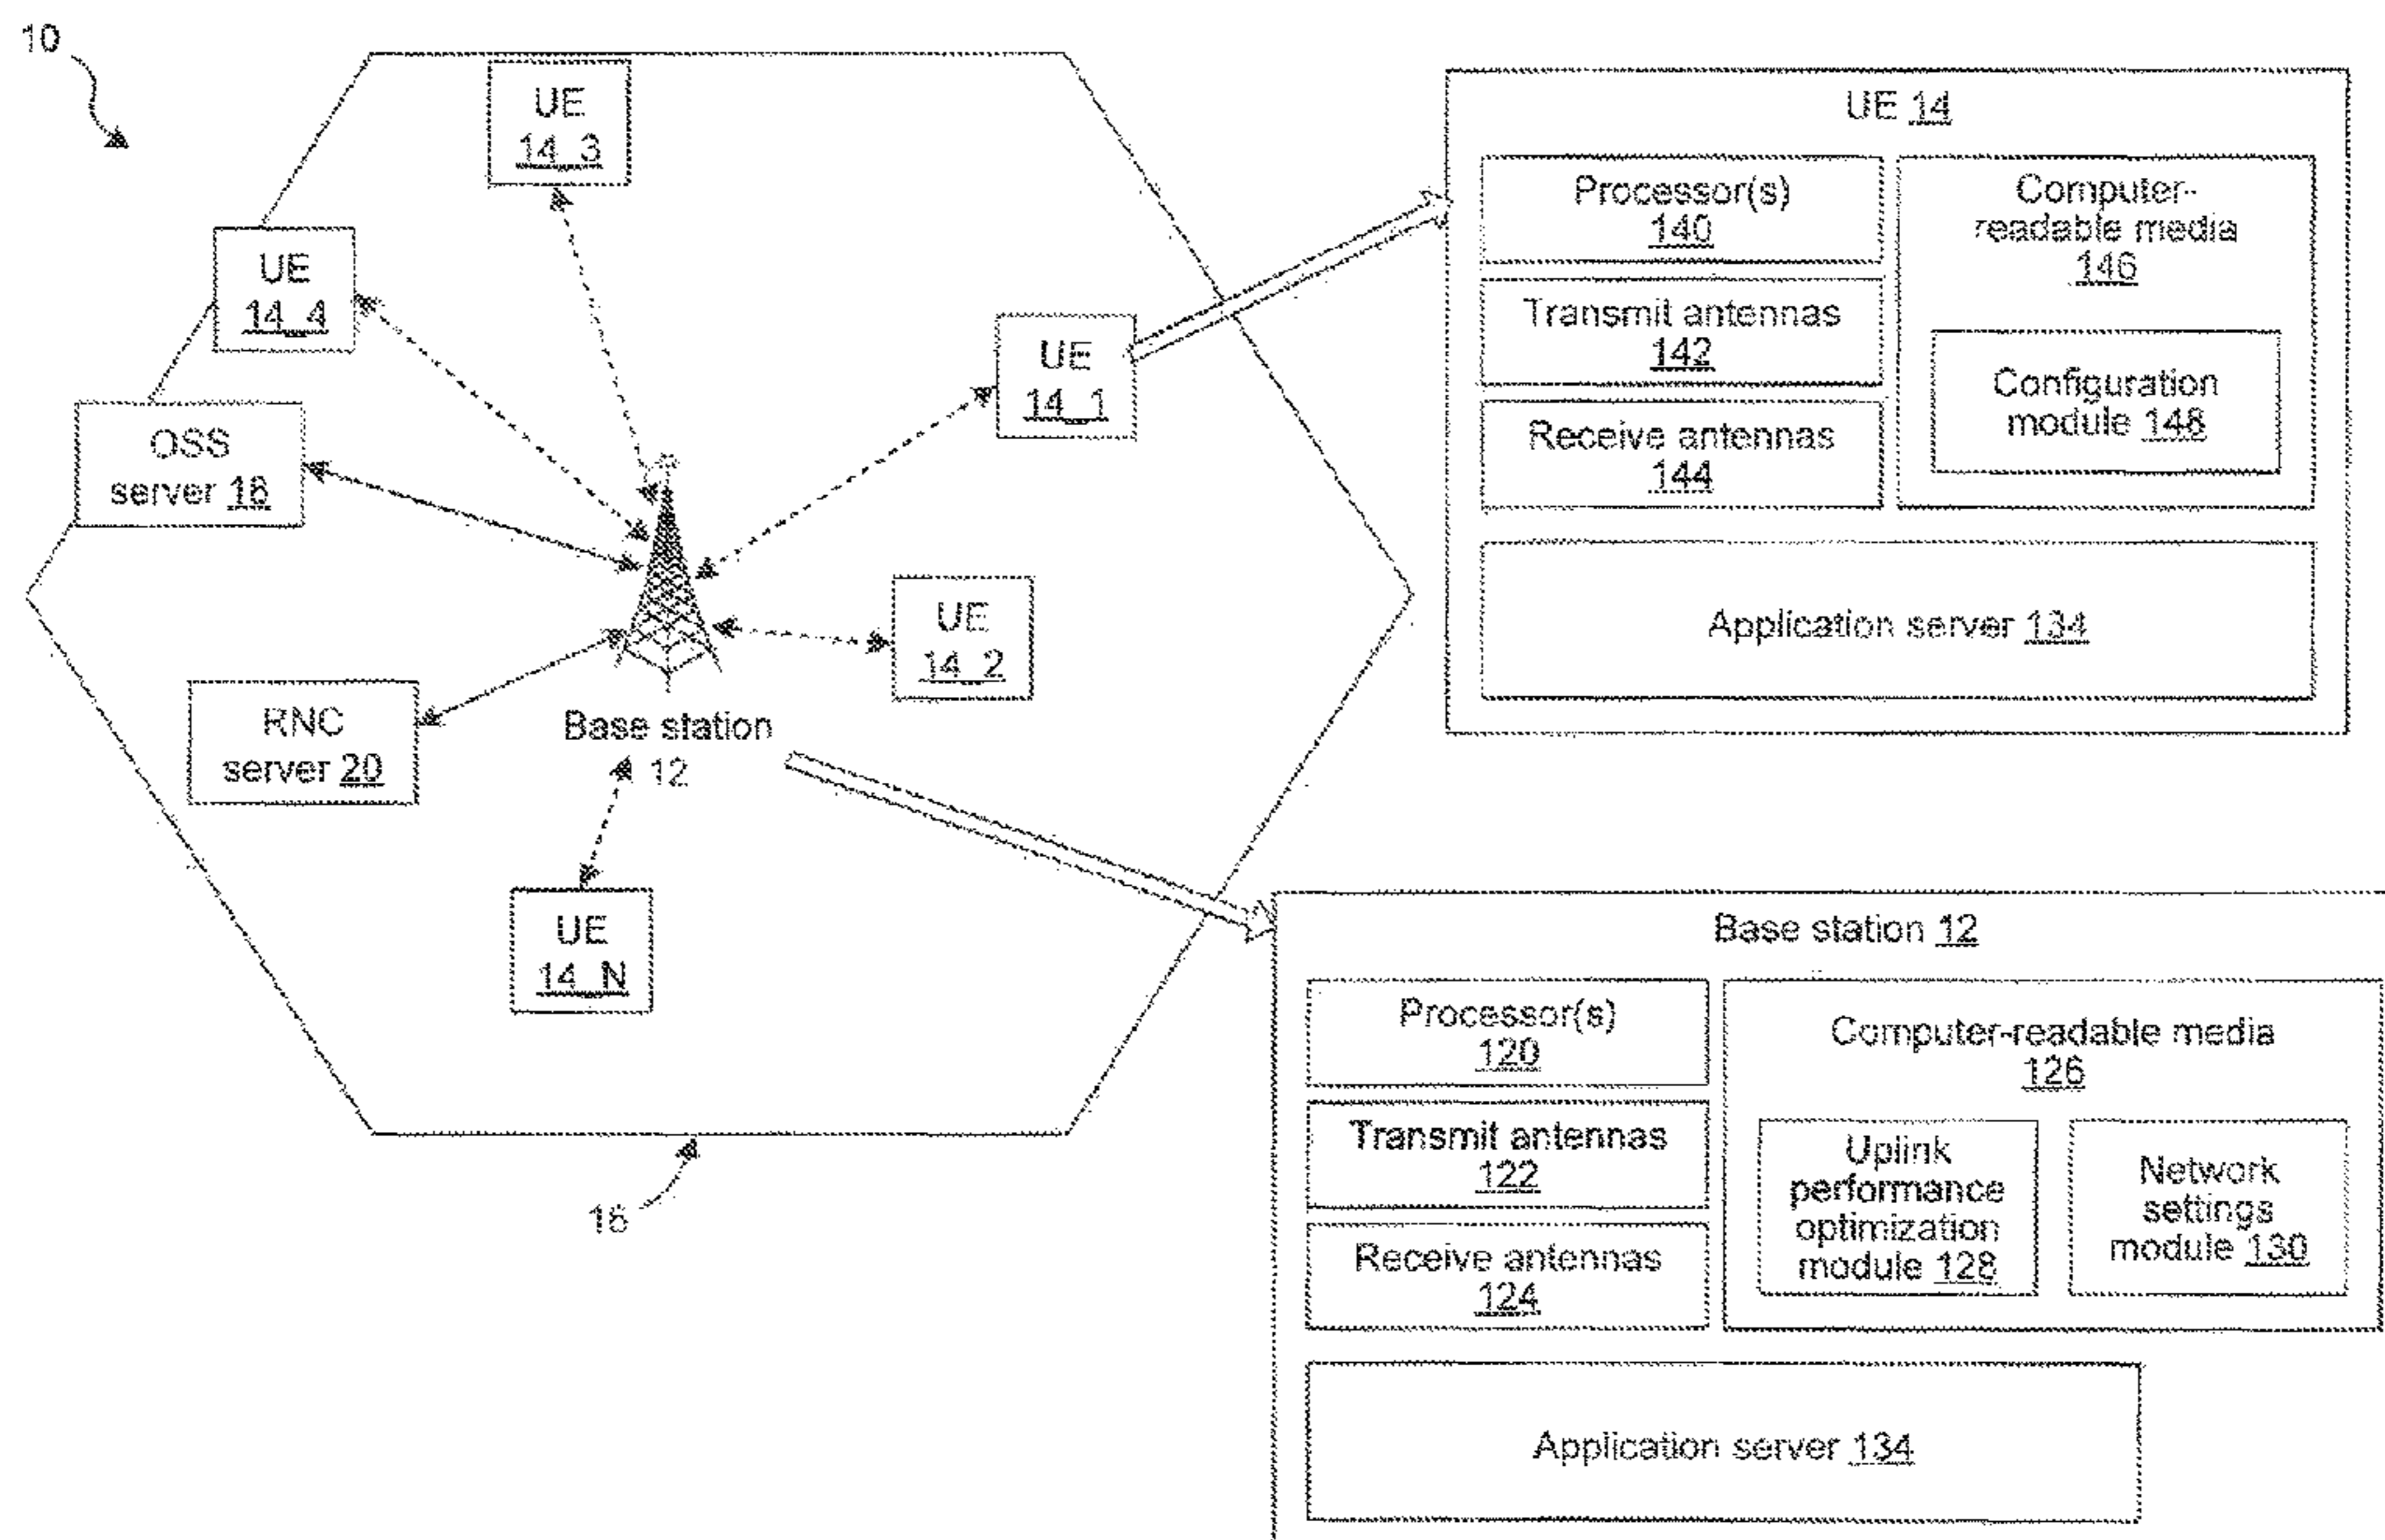 10
UE
14_3
UE
14_4
UE
14_1
OSS
server 18
UE
14_2
RNC
server 20
Base station
12
UE
14_N
16
UE 14
Processor(s)
140
Transmit antennas
142
Receive antennas
144
Computer-
readable media
146
Configuration
module 148
Application server 134
Base station 12
Processor(s)
120
Transmit antennas
122
Receive antennas
124
Computer-readable media
126
Uplink
performance
optimization
module 128
Network
settings
module 130
Application server 134